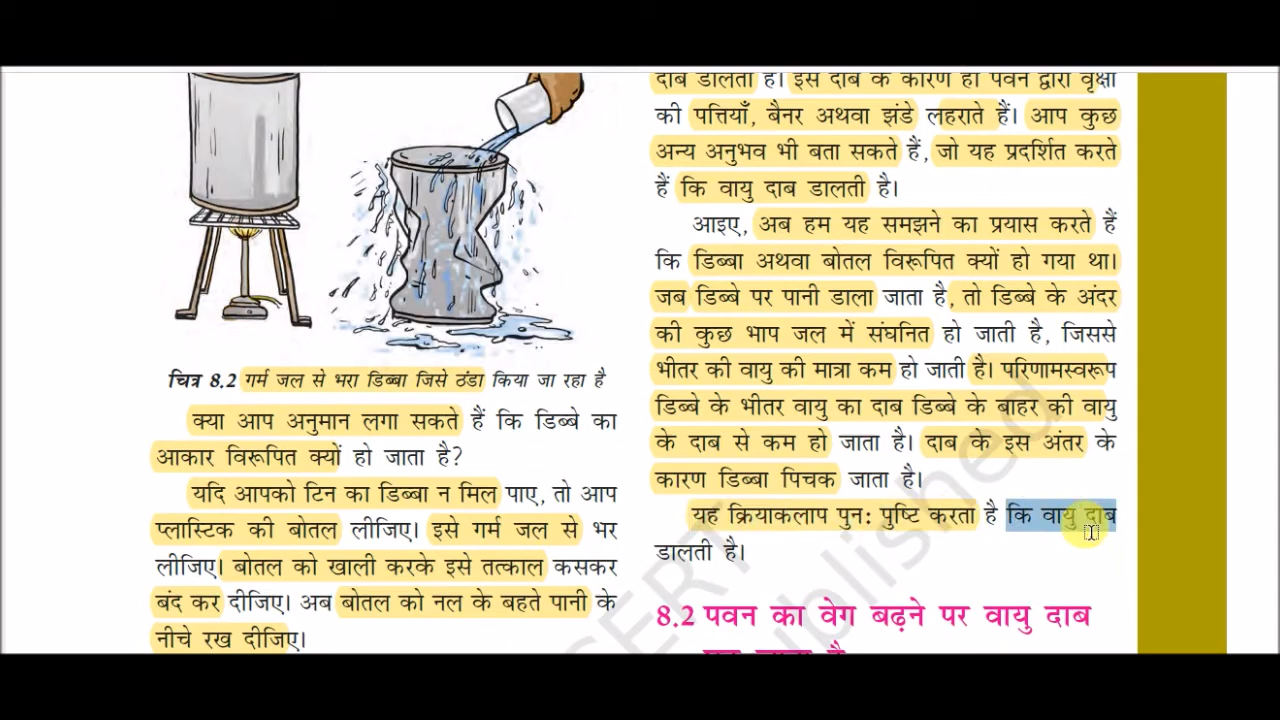 चित्र 8.2 गर्म जल से भरा डिब्बा जिसे ठंडा किया जा रहा है
क्या आप अनुमान लगा सकते हैं कि डिब्बे का
आकार विरूपित क्यों हो जाता है?
यदि आपको टिन का डिब्बा न मिल पाए, तो आप
प्लास्टिक की बोतल लीजिए। इसे गर्म जल से भर
लीजिए। बोतल को खाली करके इसे तत्काल कसकर
बंद कर दीजिए। अब बोतल को नल के बहते पानी के
नीचे रख दीजिए।
दाब डालती है। इस दाब के कारण ही पवन द्वारा वृक्षों
की पत्तियाँ, बैनर अथवा झंडे लहराते हैं। आप कुछ
अन्य अनुभव भी बता सकते हैं, जो यह प्रदर्शित करते
हैं कि वायु दाब डालती है।
आइए, अब हम यह समझने का प्रयास करते हैं
कि डिब्बा अथवा बोतल विरूपित क्यों हो गया था।
जब डिब्बे पर पानी डाला जाता है, तो डिब्बे के अंदर
की कुछ भाप जल में संघनित हो जाती है, जिससे
भीतर की वायु की मात्रा कम हो जाती है। परिणामस्वरूप
डिब्बे के भीतर वायु का दाब डिब्बे के बाहर की वायु
के दाब से कम हो जाता है। दाब के इस अंतर के
कारण डिब्बा पिचक जाता है।
यह क्रियाकलाप पुन: पुष्टि करता है कि वायु दाब
डालती है।
8.2 पवन का वेग बढ़ने पर वायु दाब